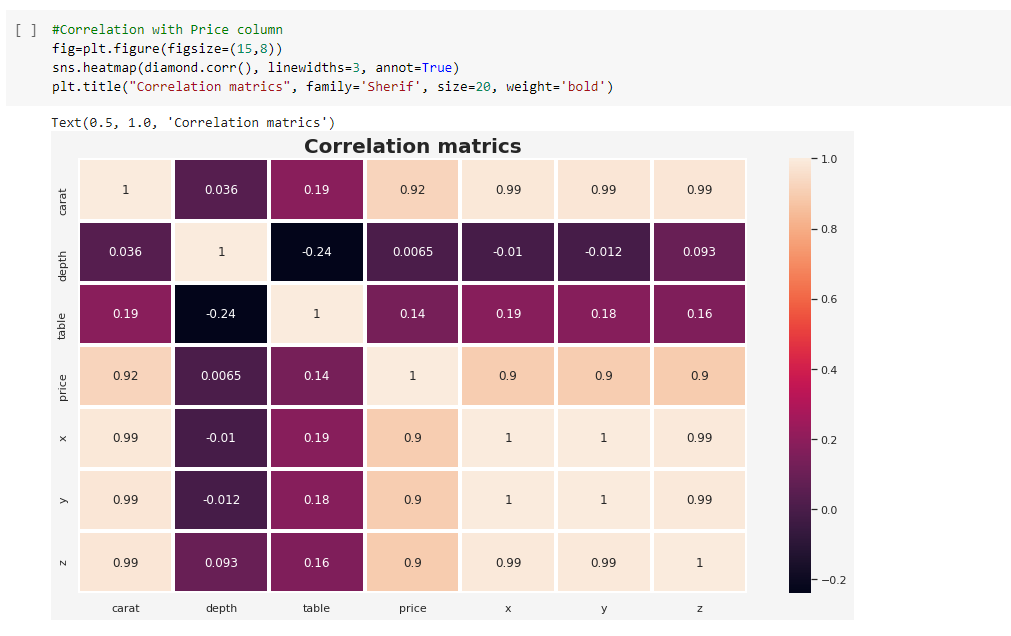 [ ] #Correlation with Price column
fig=plt.figure(figsize=(15,8))
sns.heatmap(diamond.corr(), linewidths=3, annot=True)
plt.title("Correlation matrics", family='Sherif', size=20, weight='bold')
Text(0.5, 1.0, 'Correlation matrics')
Correlation matrics
carat 1 0.036 0.19 0.92 0.99 0.99 0.99
depth 0.036 1 -0.24 0.0065 -0.01 -0.012 0.093
table 0.19 -0.24 1 0.14 0.19 0.18 0.16
price 0.92 0.0065 0.14 1 0.9 0.9 0.9
x 0.99 -0.01 0.19 0.9 1 1 0.99
y 0.99 -0.012 0.18 0.9 1 1 0.99
z 0.99 0.093 0.16 0.9 0.99 0.99 1
carat depth table price x y z
1.0
0.8
0.6
0.4
0.2
0.0
−0.2